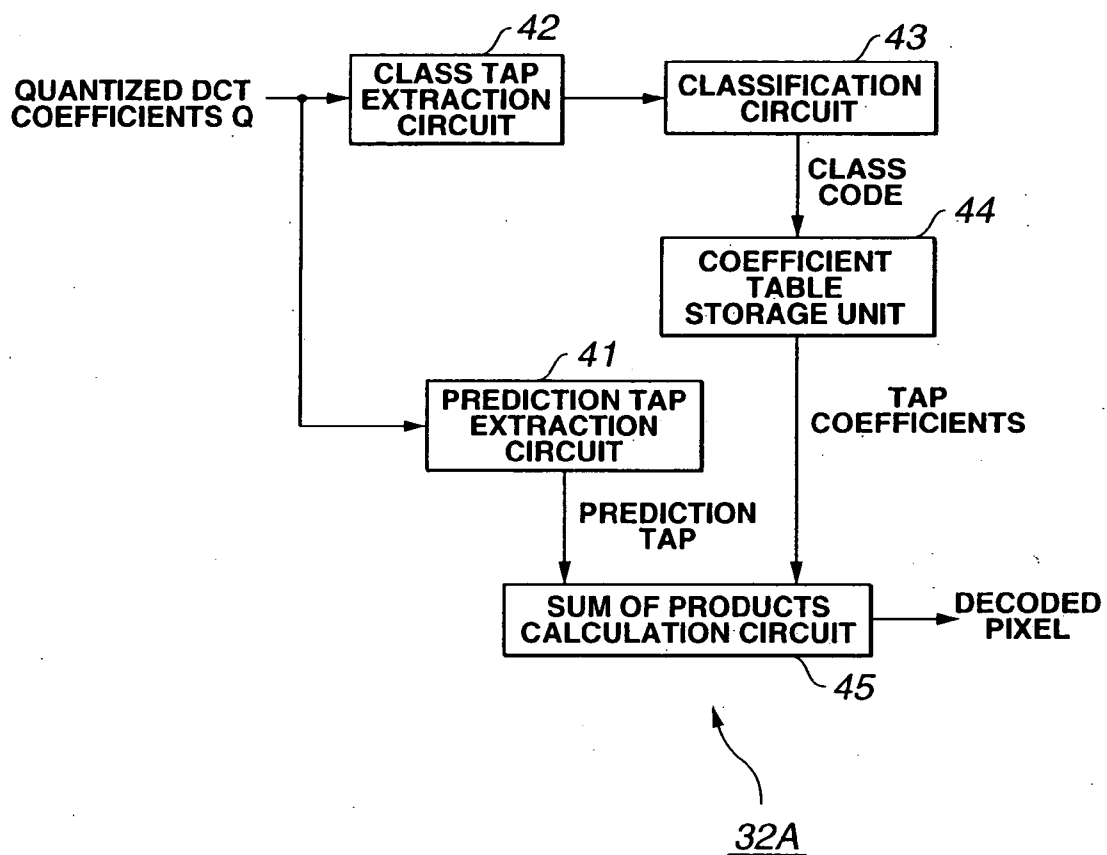 42
CLASS TAP
EXTRACTION
CIRCUIT
43
CLASSIFICATION
CIRCUIT
QUANTIZED DCT
COEFFICIENTS Q
CLASS
CODE
44
COEFFICIENT
TABLE
STORAGE UNIT
41
PREDICTION TAP
EXTRACTION
CIRCUIT
TAP
COEFFICIENTS
PREDICTION
TAP
SUM OF PRODUCTS
CALCULATION CIRCUIT
45
DECODED
PIXEL
32A